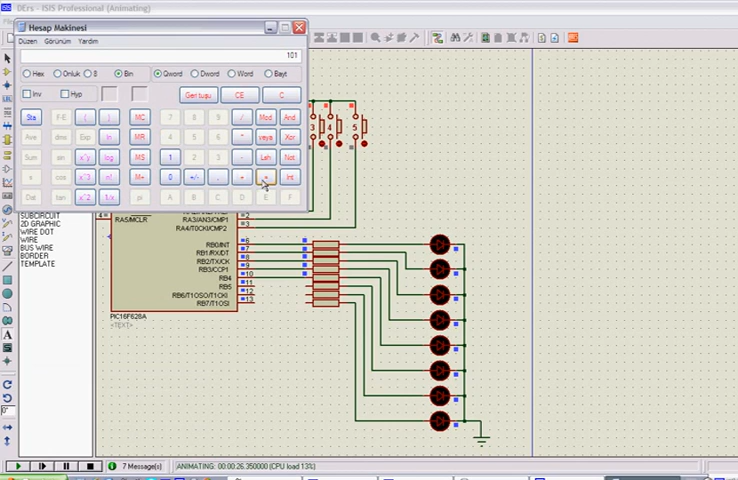 DErs - ISIS Professional (Animating)
Hesap Makinesi
Düzen Görünüm Yardım
101
Hex Onluk 8 Bin Qword Dword Word Bayt
Inv Hyp Geri tuşu CE C
Sta F-E ( ) MC 7 8 9 / Mod And
Ave dms Exp ln MR 4 5 6 * veya Xor
Sum sin x^y log MS 1 2 3 - Lsh Not
s cos x^3 n! M+ 0 +/- , + = Int
Dat tan x^2 1/x pi A B C D E F
3 4 5
SUBCIRCUIT
2D GRAPHIC
WIRE DOT
WIRE
BUS WIRE
BORDER
TEMPLATE
4 RA5/MCLR
RA3/AN3/CMP1 2
RA4/T0CKI/CMP2 3
RB0/INT 6
RB1/RX/DT 7
RB2/TX/CK 8
RB3/CCP1 9
RB4 10
RB5 11
RB6/T1OSO/T1CKI 12
RB7/T1OSI 13
PIC16F628A
<TEXT>
A
0°
7 Message(s) ANIMATING: 00:00:26.350000 (CPU load 13%)